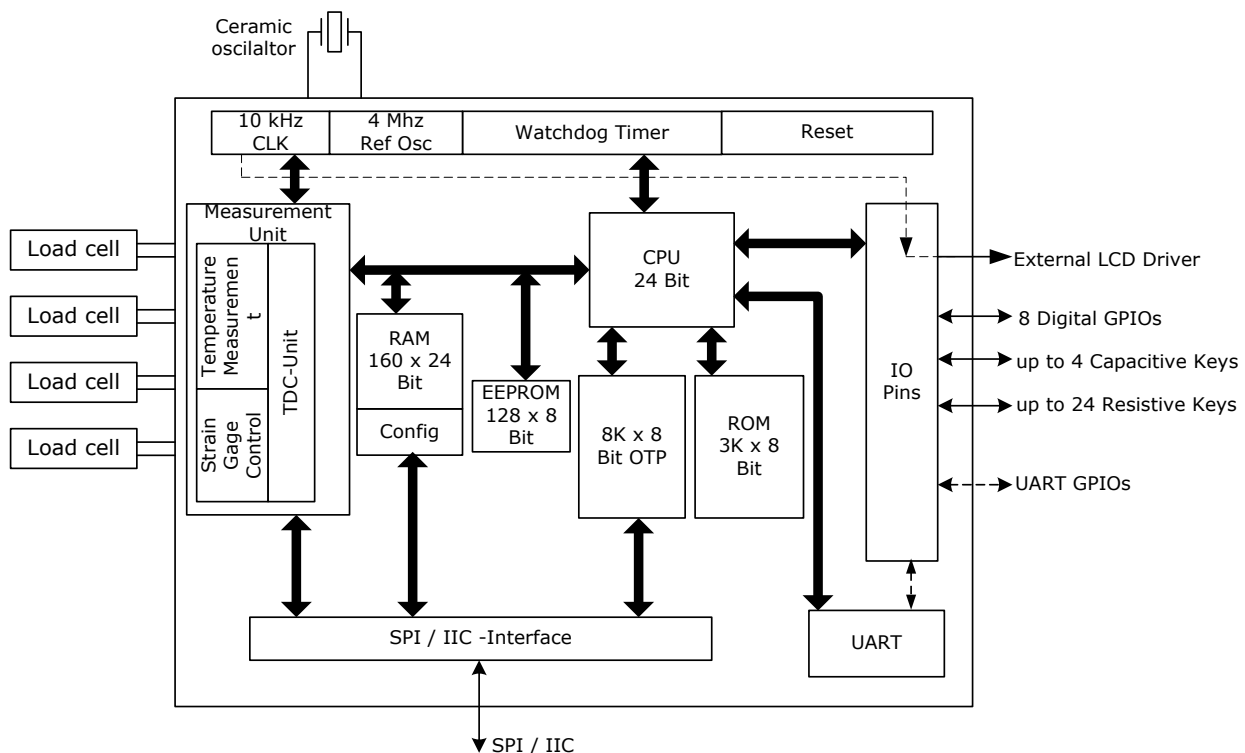 Ceramic
oscilaltor
10 kHz
CLK
4 Mhz
Ref Osc
Watchdog Timer
Reset
Measurement
Unit
Temperature
Measuremen
t
Strain
Gage
Control
TDC-Unit
Load cell
Load cell
Load cell
Load cell
RAM
160 x 24
Bit
Config
EEPROM
128 x 8
Bit
CPU
24 Bit
8K x 8
Bit OTP
ROM
3K x 8
Bit
IO
Pins
External LCD Driver
8 Digital GPIOs
up to 4 Capacitive Keys
up to 24 Resistive Keys
UART GPIOs
SPI / IIC -Interface
UART
SPI / IIC